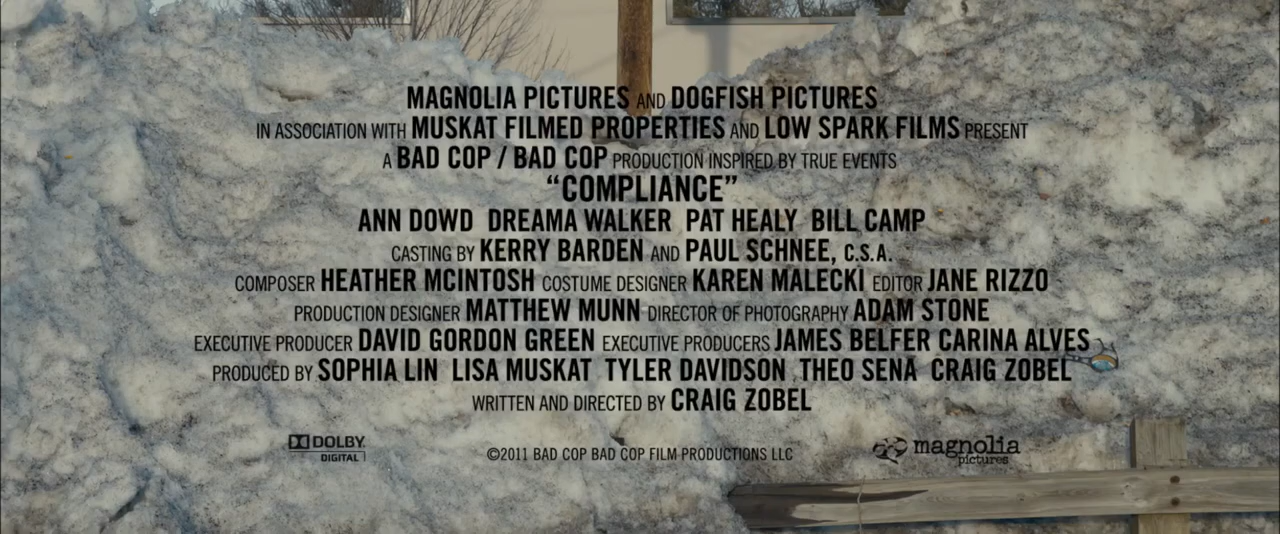 MAGNOLIA PICTURES AND DOGFISH PICTURES
IN ASSOCIATION WITH MUSKAT FILMED PROPERTIES AND LOW SPARK FILMS PRESENT
A BAD COP / BAD COP PRODUCTION INSPIRED BY TRUE EVENTS
“COMPLIANCE”
ANN DOWD DREAMA WALKER PAT HEALY BILL CAMP
CASTING BY KERRY BARDEN AND PAUL SCHNEE, C.S.A.
COMPOSER HEATHER MCINTOSH COSTUME DESIGNER KAREN MALECKI EDITOR JANE RIZZO
PRODUCTION DESIGNER MATTHEW MUNN DIRECTOR OF PHOTOGRAPHY ADAM STONE
EXECUTIVE PRODUCER DAVID GORDON GREEN EXECUTIVE PRODUCERS JAMES BELFER CARINA ALVES
PRODUCED BY SOPHIA LIN LISA MUSKAT TYLER DAVIDSON THEO SENA CRAIG ZOBEL
WRITTEN AND DIRECTED BY CRAIG ZOBEL
DOLBY
DIGITAL
©2011 BAD COP BAD COP FILM PRODUCTIONS LLC
magnolia
pictures